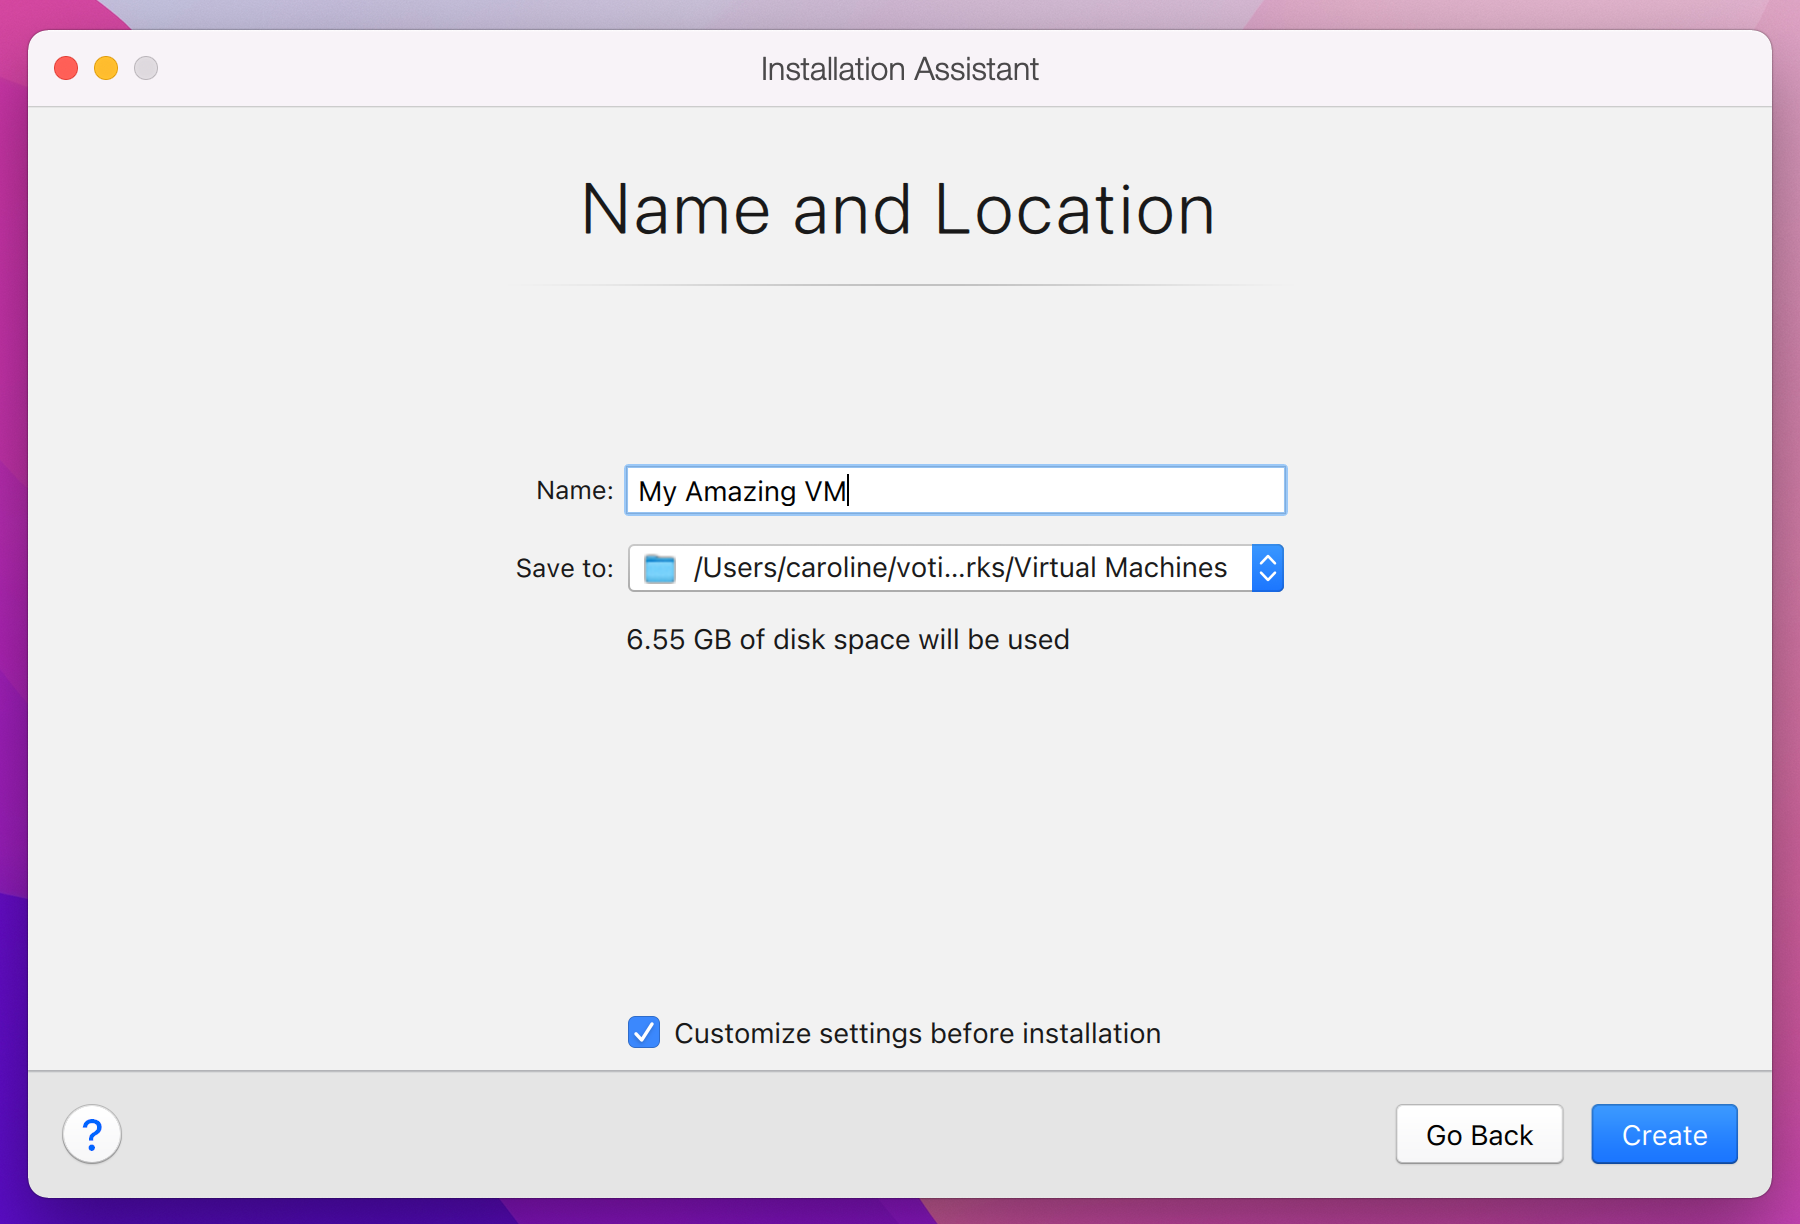 Installation Assistant
Name and Location
Name: My Amazing VM
Save to: /Users/caroline/voti...rks/Virtual Machines
6.55 GB of disk space will be used
Customize settings before installation
? Go Back Create